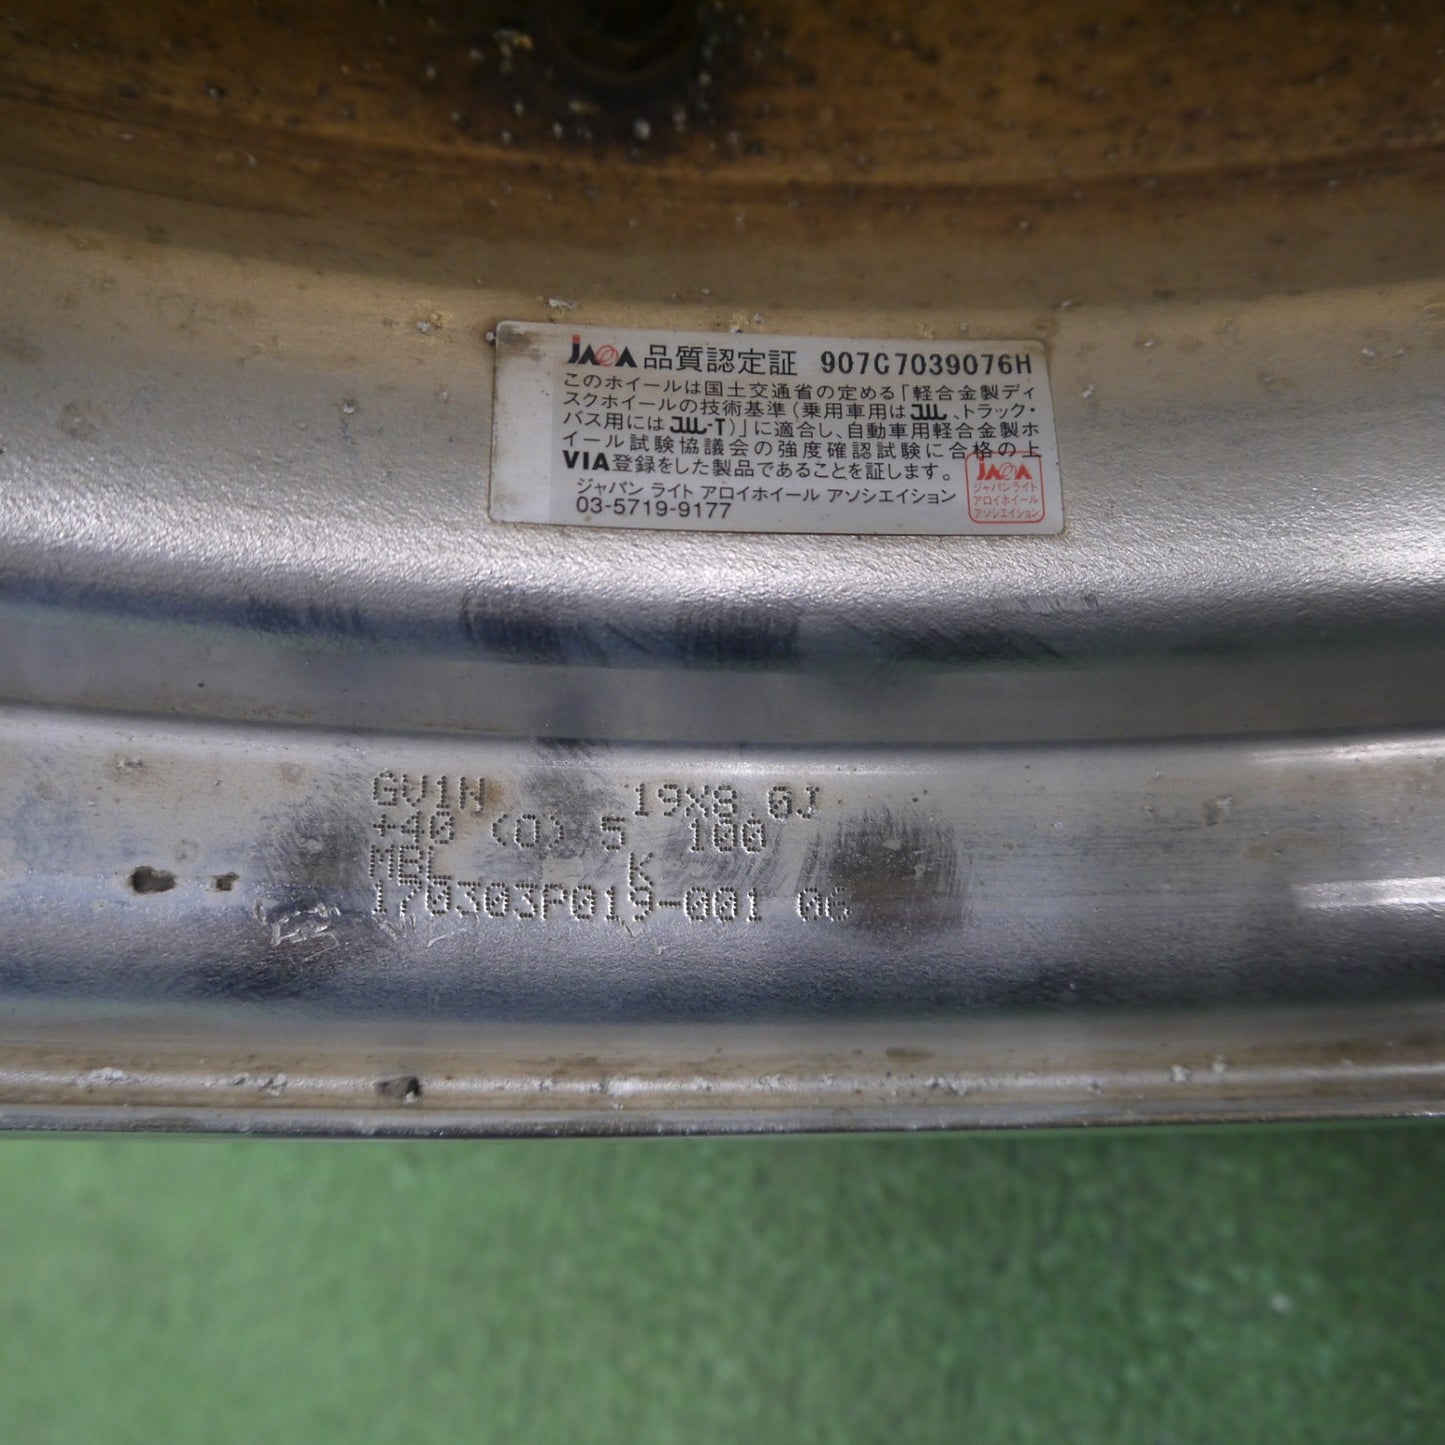 JAWA 品質認定証 907C7039076H
このホイールは国土交通省の定める「軽合金製ディ
スクホイールの技術基準(乗用車用はJWL、トラック・
バス用にはJWL-T)」に適合し、自動車用軽合金製ホ
イール試験協議会の強度確認試験に合格の上
VIA登録をした製品であることを証します。
ジャパン ライト アロイホイール アソシエイション
03-5719-9177
JAWA
ジャパンライト
アロイホイール
アソシエイション
GV1N 19X8.0J
+40 (O) 5 100
MBL K
170303P019-001 06